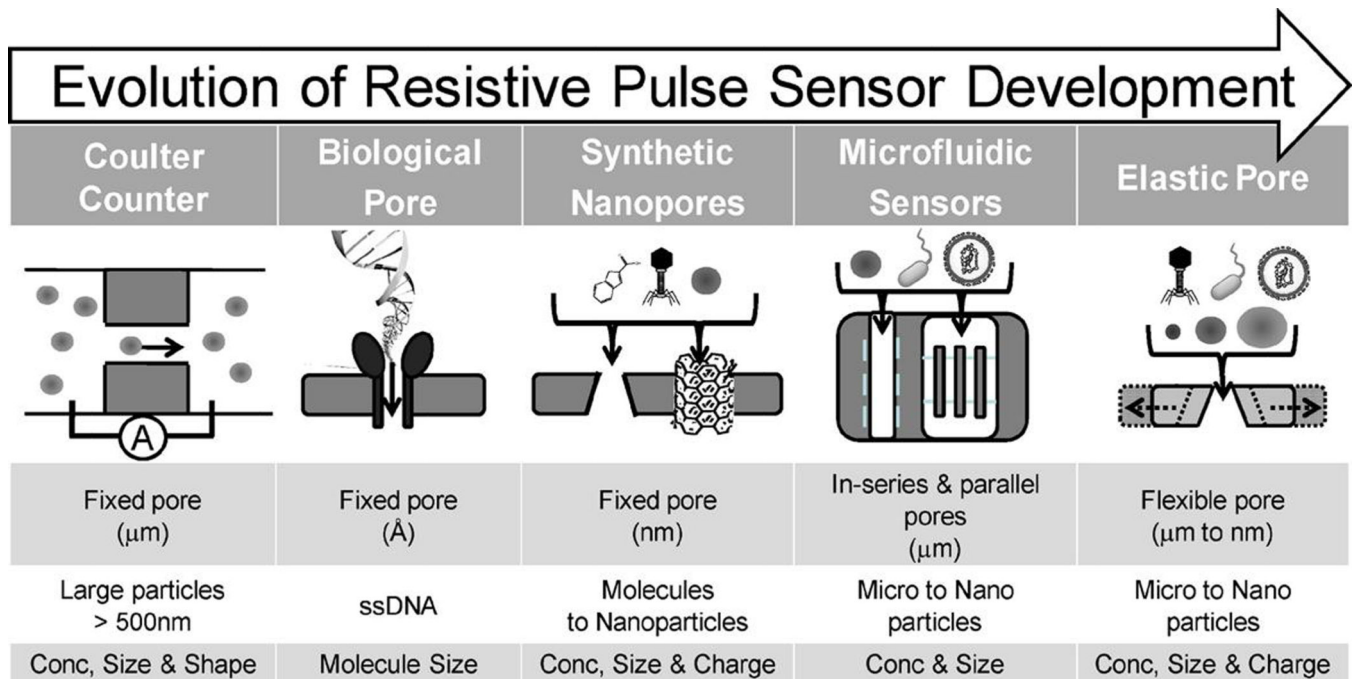 Evolution of Resistive Pulse Sensor Development
Coulter
Counter
Biological
Pore
Synthetic
Nanopores
Microfluidic
Sensors
Elastic Pore
A
Fixed pore
(μm)
Fixed pore
(Å)
Fixed pore
(nm)
In-series & parallel
pores
(μm)
Flexible pore
(μm to nm)
Large particles
> 500nm
ssDNA
Molecules
to Nanoparticles
Micro to Nano
particles
Micro to Nano
particles
Conc, Size & Shape
Molecule Size
Conc, Size & Charge
Conc & Size
Conc, Size & Charge